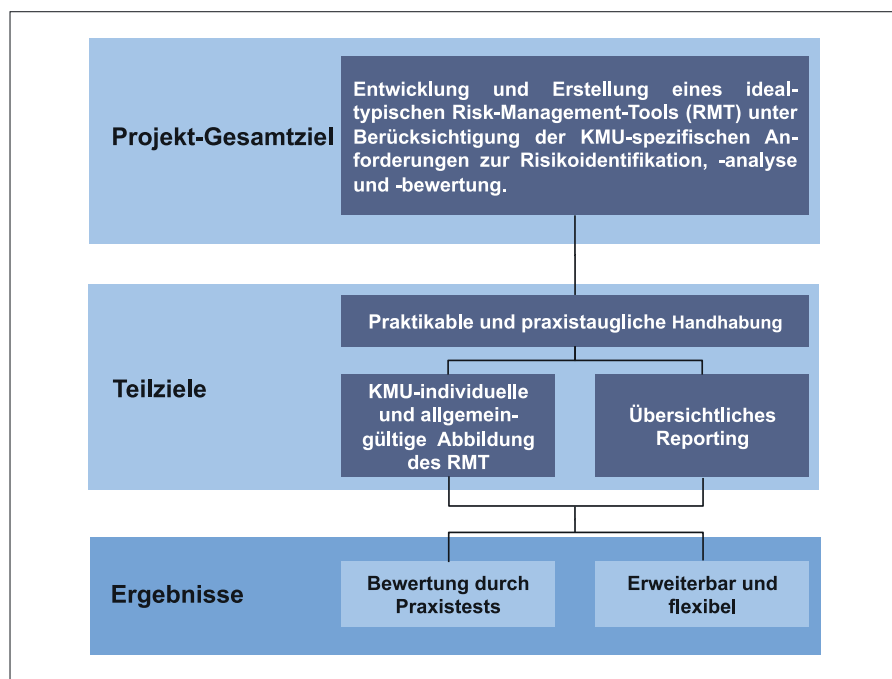 Projekt-Gesamtziel
Entwicklung und Erstellung eines ideal-
typischen Risk-Management-Tools (RMT) unter
Berücksichtigung der KMU-spezifischen An-
forderungen zur Risikoidentifikation, -analyse
und -bewertung.
Teilziele
Praktikable und praxistaugliche Handhabung
KMU-individuelle
und allgemein-
gültige Abbildung
des RMT
Übersichtliches
Reporting
Ergebnisse
Bewertung durch
Praxistests
Erweiterbar und
flexibel